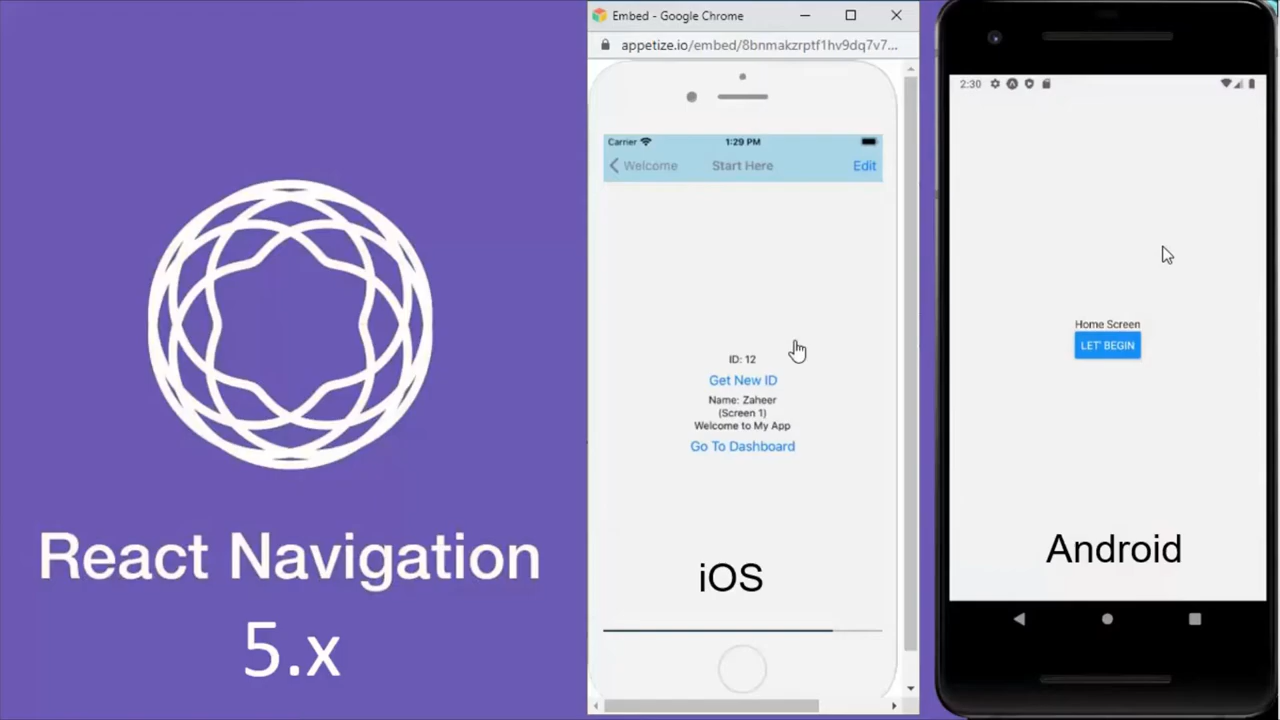 React Navigation
5.x
Embed - Google Chrome
appetize.io/embed/8bnmakzrptf1hv9dq7v7...
Carrier
1:29 PM
Welcome
Start Here
Edit
ID: 12
Get New ID
Name: Zaheer
(Screen 1)
Welcome to My App
Go To Dashboard
iOS
2:30
Home Screen
LET' BEGIN
Android